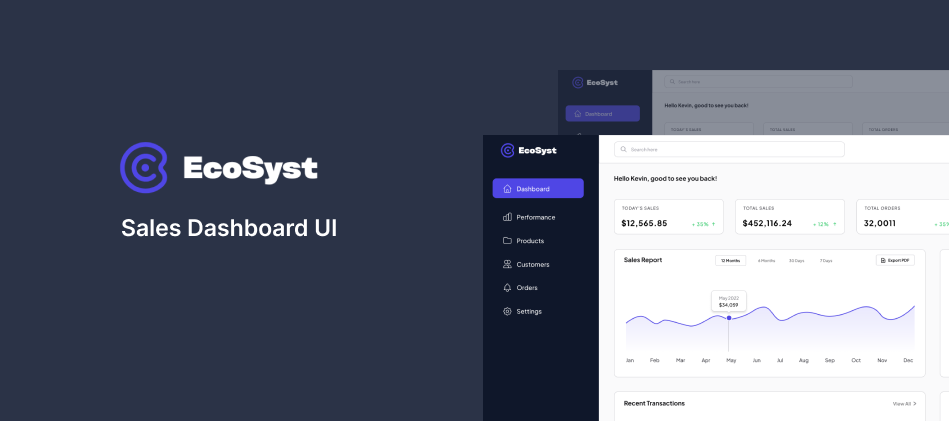 EcoSyst
Sales Dashboard UI
EcoSyst
Search here
Dashboard
Hello Kevin, good to see you back!
TODAY'S SALES
TOTAL SALES
TOTAL ORDERS
EcoSyst
Dashboard
Performance
Products
Customers
Orders
Settings
Search here
Hello Kevin, good to see you back!
TODAY'S SALES
$12,565.85
+ 35% ↑
TOTAL SALES
$452,116.24
+ 12% ↑
TOTAL ORDERS
32,0011
Sales Report
12 Months
6 Months
30 Days
7 Days
Export PDF
May 2022
$34,059
Jan Feb Mar Apr May Jun Jul Aug Sep Oct Nov Dec
Recent Transactions
View All >